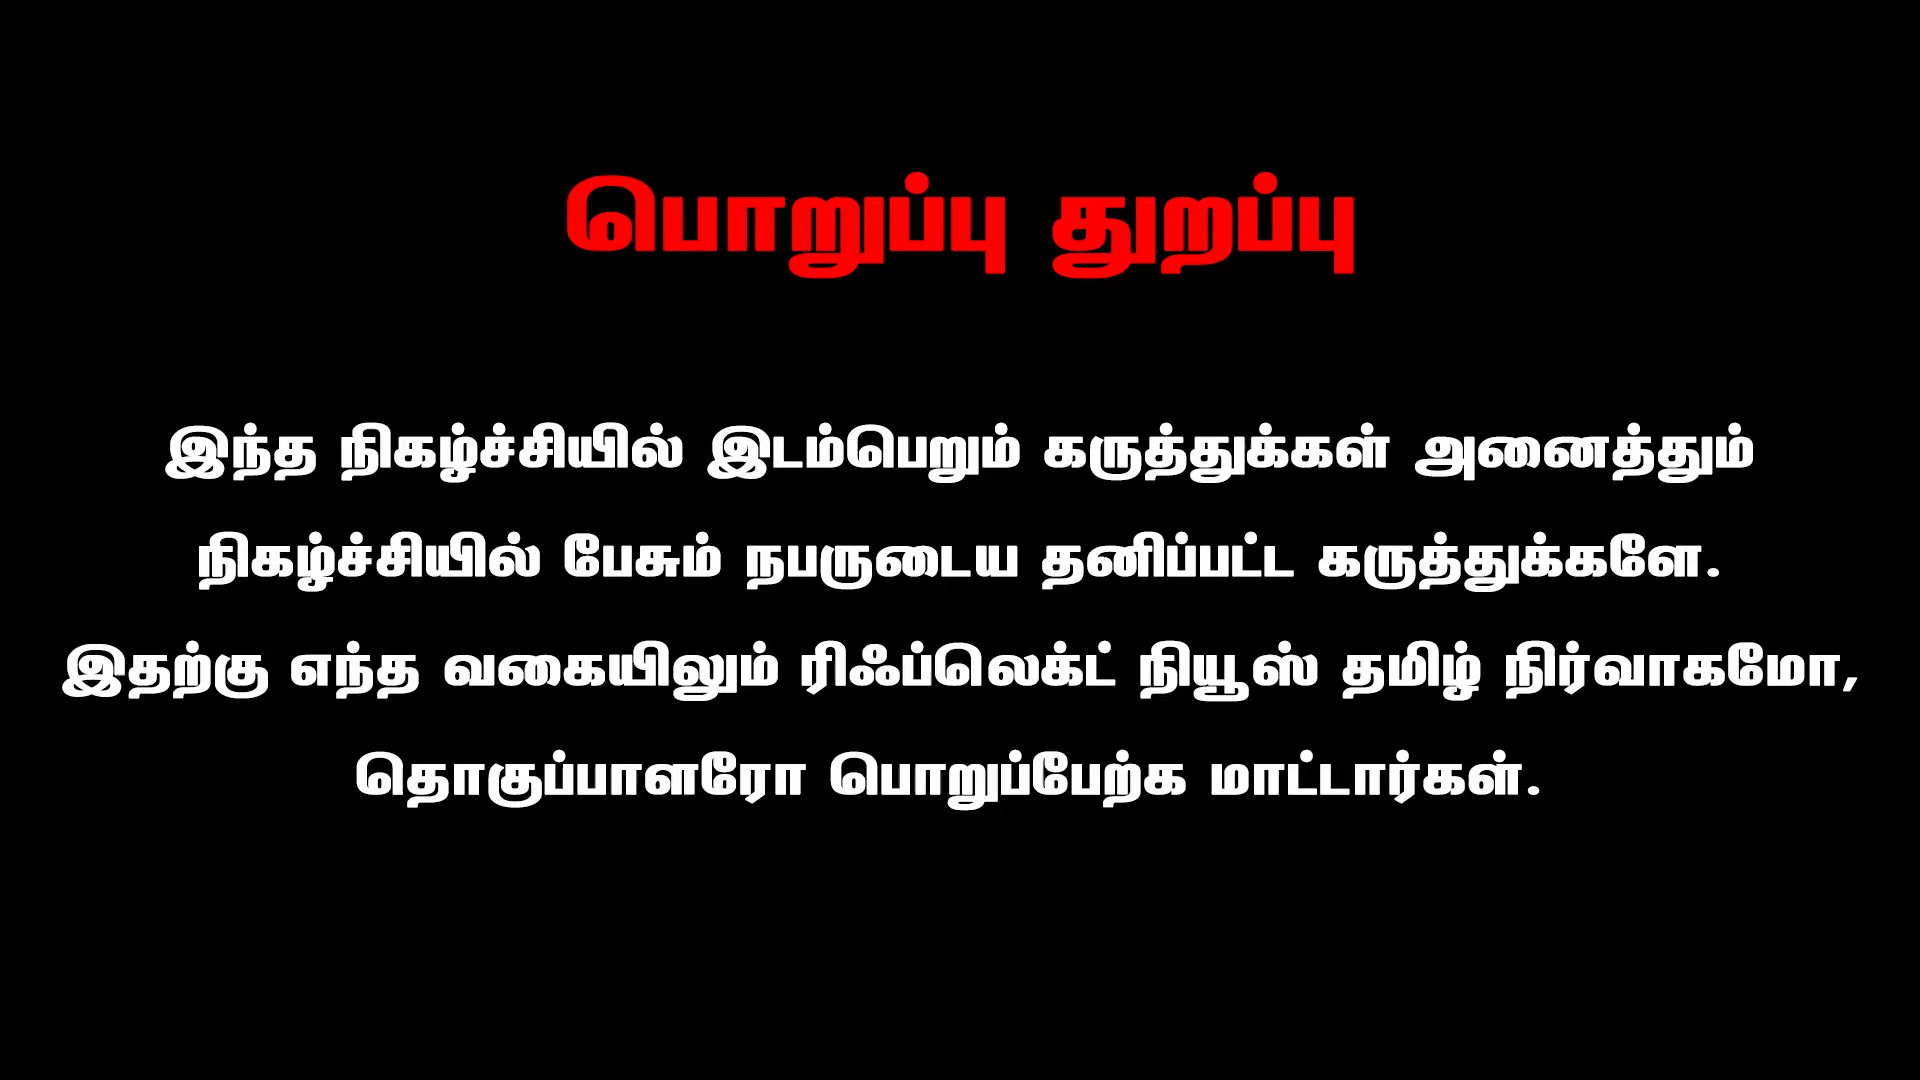 பொறுப்பு துறப்பு
இந்த நிகழ்ச்சியில் இடம்பெறும் கருத்துக்கள் அனைத்தும்
நிகழ்ச்சியில் பேசும் நபருடைய தனிப்பட்ட கருத்துக்களே.
இதற்கு எந்த வகையிலும் ரிஃப்லெக்ட் நியூஸ் தமிழ் நிர்வாகமோ,
தொகுப்பாளரோ பொறுப்பேற்க மாட்டார்கள்.